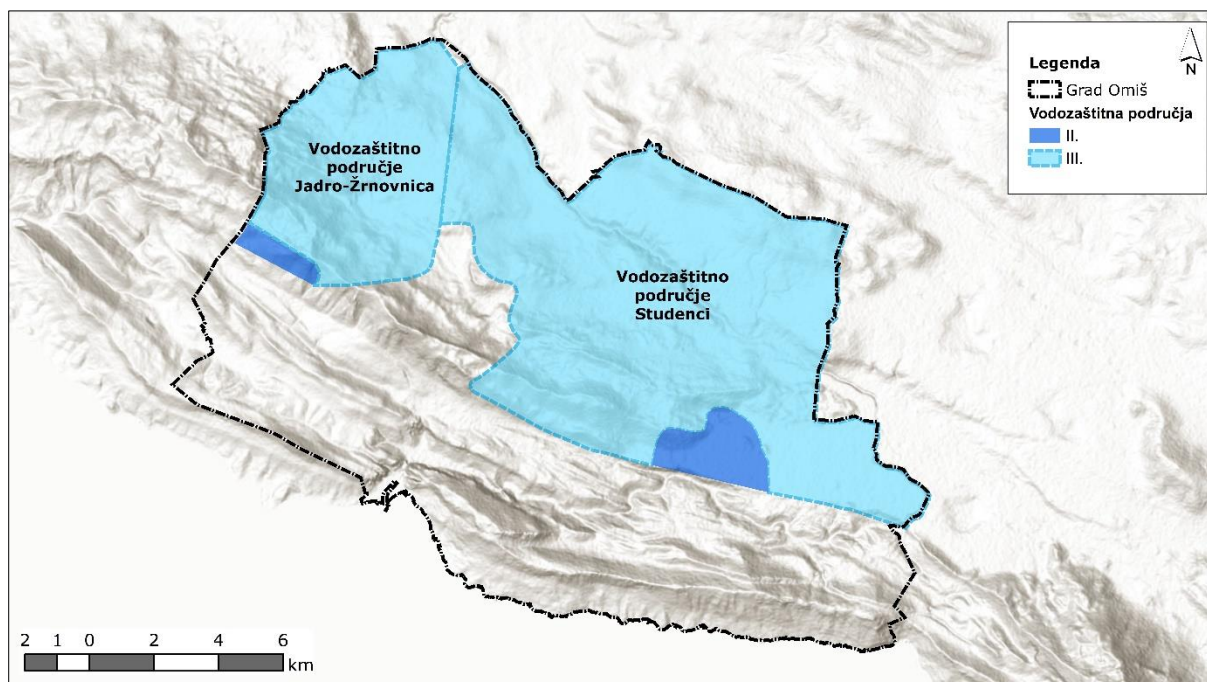 Legenda
Grad Omiš
Vodozaštitna područja
II.
III.
N
Vodozaštitno
područje
Jadro-Žrnovnica
Vodozaštitno
područje
Studenci
2 1 0 2 4 6
km